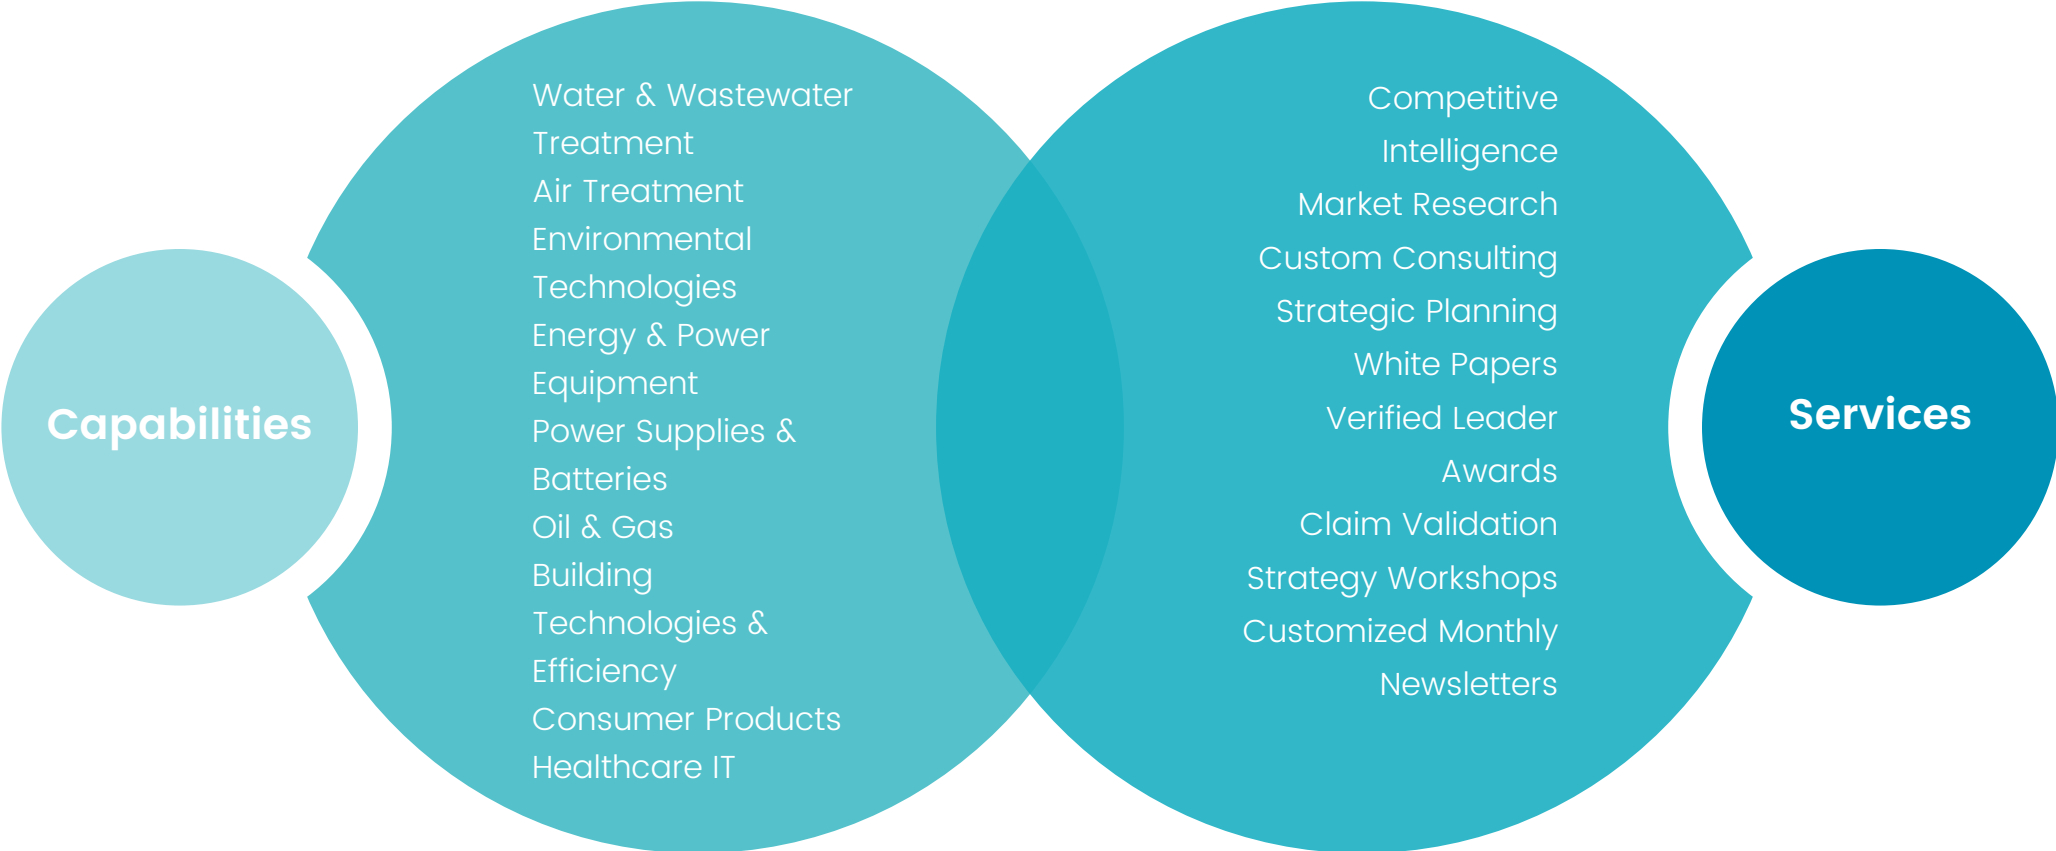 Capabilities
Water & Wastewater
Treatment
Air Treatment
Environmental
Technologies
Energy & Power
Equipment
Power Supplies &
Batteries
Oil & Gas
Building
Technologies &
Efficiency
Consumer Products
Healthcare IT
Competitive
Intelligence
Market Research
Custom Consulting
Strategic Planning
White Papers
Verified Leader
Awards
Claim Validation
Strategy Workshops
Customized Monthly
Newsletters
Services